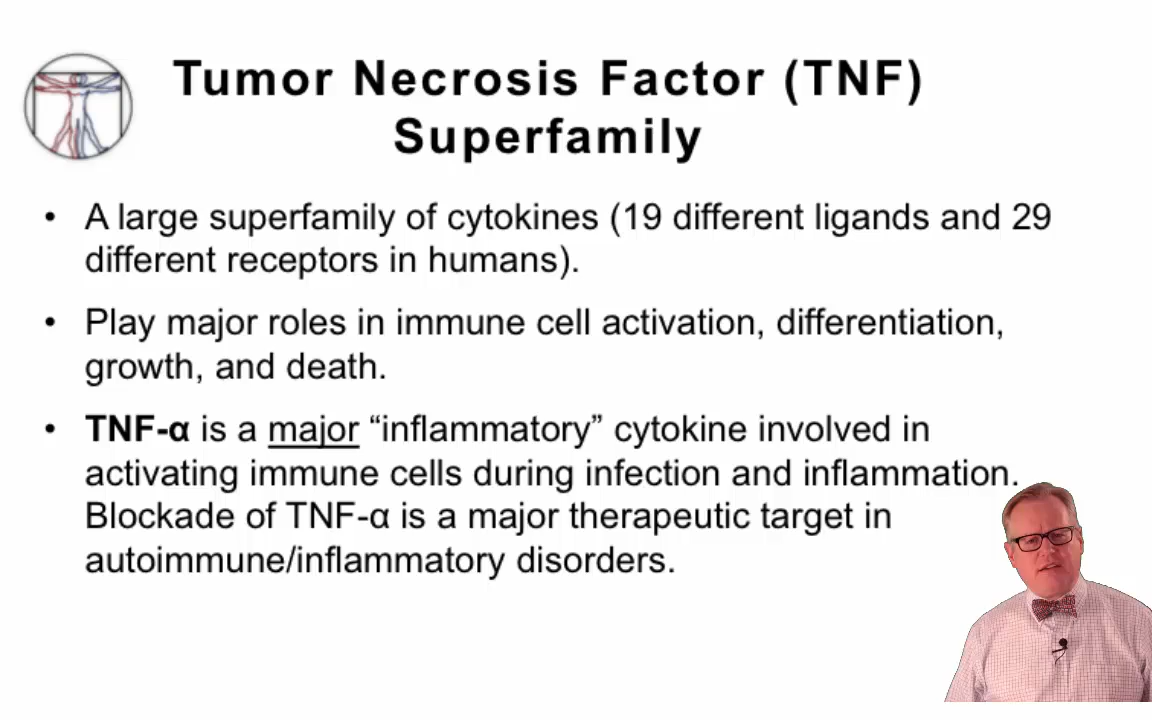 Tumor Necrosis Factor (TNF)
Superfamily
• A large superfamily of cytokines (19 different ligands and 29
different receptors in humans).
• Play major roles in immune cell activation, differentiation,
growth, and death.
• TNF-α is a major “inflammatory” cytokine involved in
activating immune cells during infection and inflammation.
Blockade of TNF-α is a major therapeutic target in
autoimmune/inflammatory disorders.